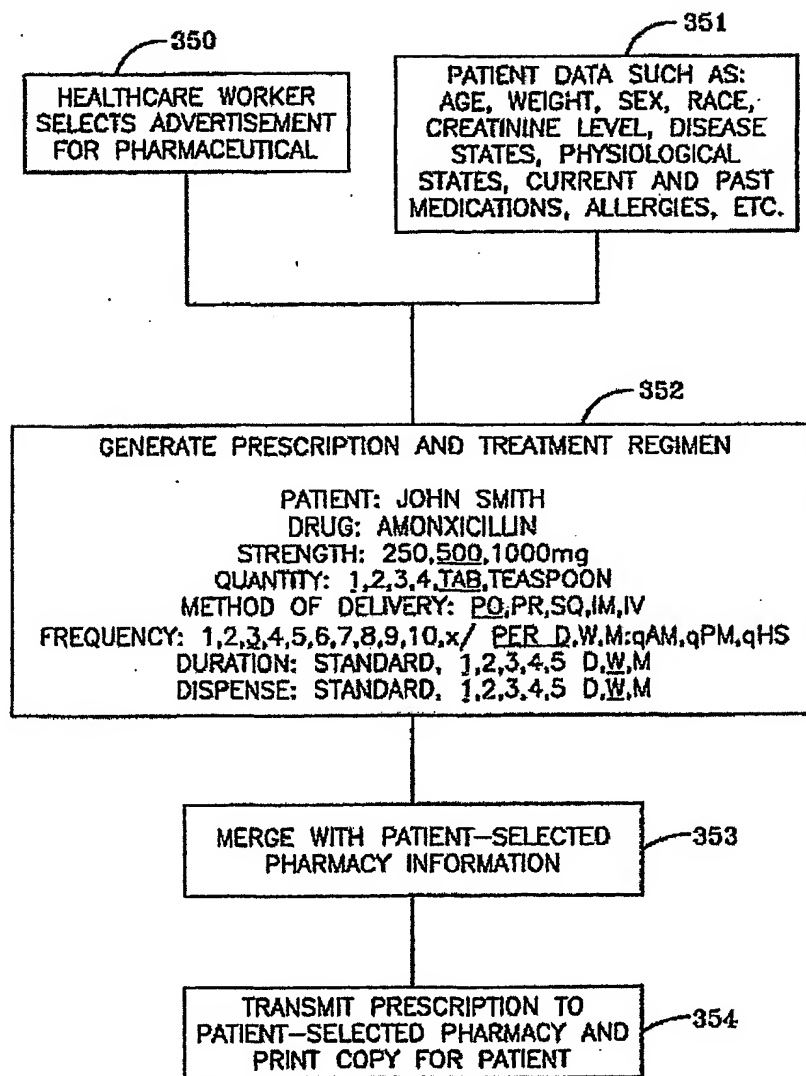 350
HEALTHCARE WORKER
SELECTS ADVERTISEMENT
FOR PHARMACEUTICAL
351
PATIENT DATA SUCH AS:
AGE, WEIGHT, SEX, RACE,
CREATININE LEVEL, DISEASE
STATES, PHYSIOLOGICAL
STATES, CURRENT AND PAST
MEDICATIONS, ALLERGIES, ETC.
352
GENERATE PRESCRIPTION AND TREATMENT REGIMEN
PATIENT: JOHN SMITH
DRUG: AMONXICILLIN
STRENGTH: 250,500,1000mg
QUANTITY: 1,2,3,4,TAB,TEASPOON
METHOD OF DELIVERY: PO,PR,SQ,IM,IV
FREQUENCY: 1,2,3,4,5,6,7,8,9,10,x/ PER D,W,M:qAM,qPM,qHS
DURATION: STANDARD, 1,2,3,4,5 D,W,M
DISPENSE: STANDARD, 1,2,3,4,5 D,W,M
MERGE WITH PATIENT–SELECTED
PHARMACY INFORMATION
353
TRANSMIT PRESCRIPTION TO
PATIENT–SELECTED PHARMACY AND
PRINT COPY FOR PATIENT
354